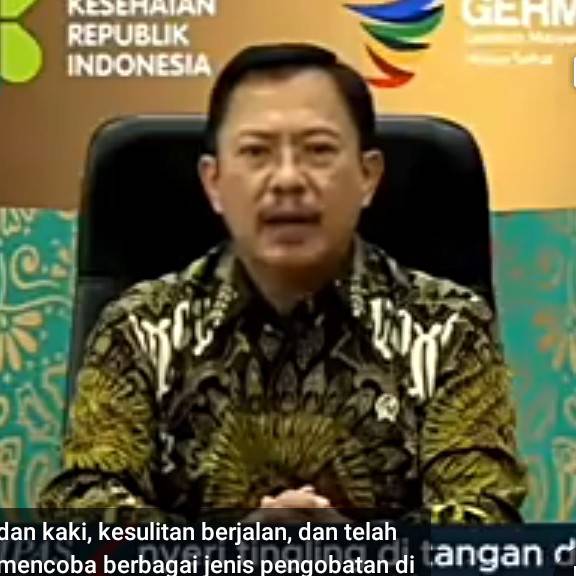 KESEHATAN
REPUBLIK
INDONESIA
GERM
dan kaki, kesulitan berjalan, dan telah
mencoba berbagai jenis pengobatan di
tangan d